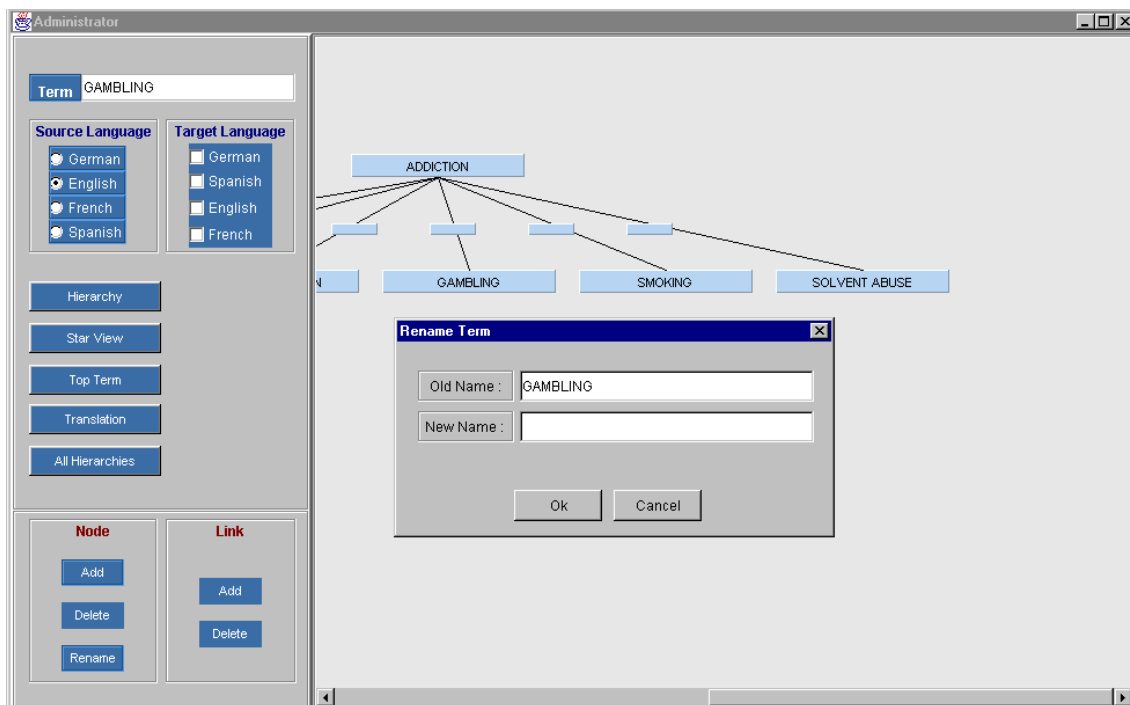 Administrator
Term
GAMBLING
Source Language
German
English
French
Spanish
Target Language
German
Spanish
English
French
Hierarchy
Star View
Top Term
Translation
All Hierarchies
Node
Add
Delete
Rename
Link
Add
Delete
ADDICTION
N
GAMBLING
SMOKING
SOLVENT ABUSE
Rename Term
Old Name :
GAMBLING
New Name :
Ok
Cancel